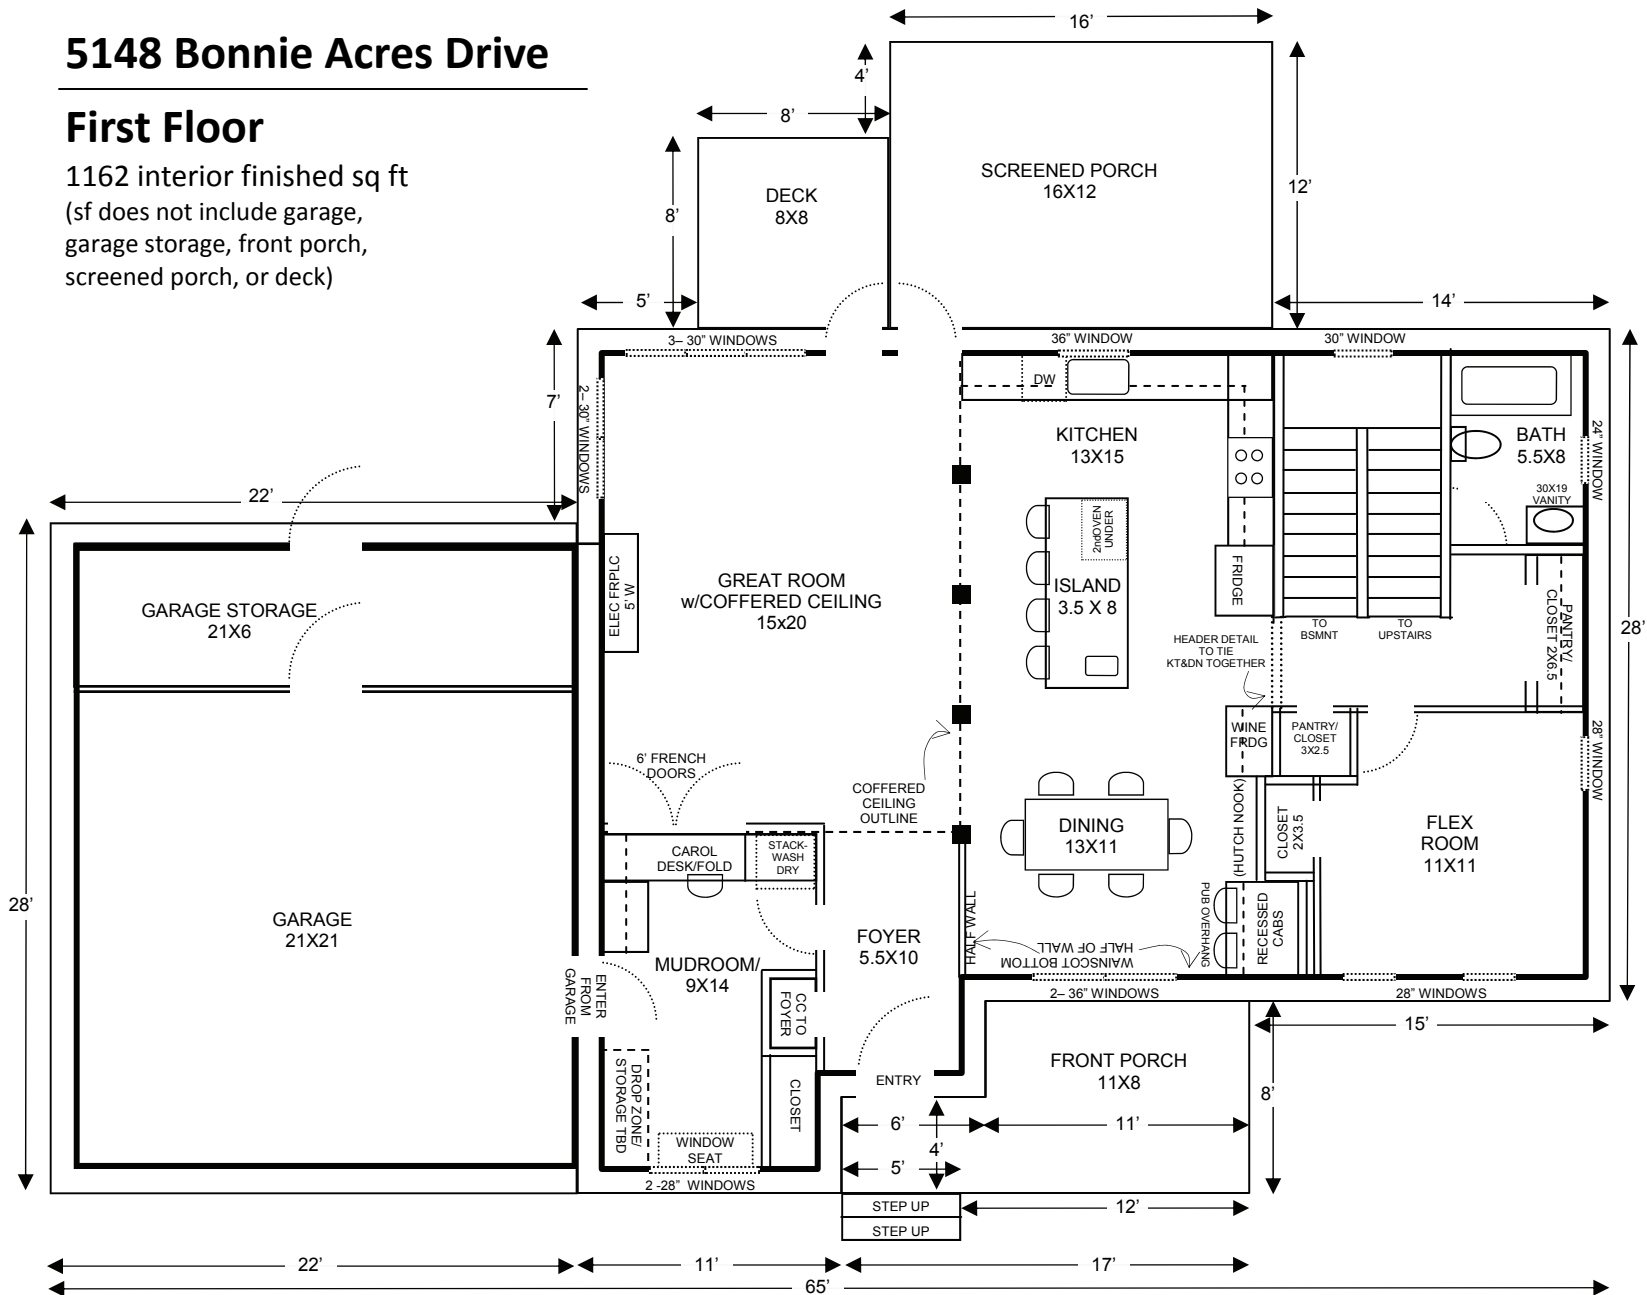 5148 Bonnie Acres Drive
First Floor
1162 interior finished sq ft
(sf does not include garage,
garage storage, front porch,
screened porch, or deck)
16’
4’
8’
DECK
8X8
8’
SCREENED PORCH
16X12
12’
5’
14’
3– 30” WINDOWS
36” WINDOW
30” WINDOW
7’
2– 30” WINDOWS
DW
KITCHEN
13X15
BATH
5.5X8
24” WINDOW
30X19
VANITY
22’
2ndOVEN
UNDER
ISLAND
3.5 X 8
FRIDGE
ELEC FRPLC
5’ W
GREAT ROOM
w/COFFERED CEILING
15x20
GARAGE STORAGE
21X6
TO
BSMNT
TO
UPSTAIRS
PANTRY/
CLOSET 2X6.5
28’
HEADER DETAIL
TO TIE
KT&DN TOGETHER
WINE
FRDG
PANTRY/
CLOSET
3X2.5
28” WINDOW
6’ FRENCH
DOORS
COFFERED
CEILING
OUTLINE
(HUTCH NOOK)
CLOSET
2X3.5
FLEX
ROOM
11X11
DINING
13X11
CAROL
DESK/FOLD
STACK-
WASH
DRY
28’
GARAGE
21X21
FOYER
5.5X10
HALF WALL
WAINSCOT BOTTOM
HALF OF WALL
PUB OVERHANG
RECESSED
CABS
MUDROOM/
9X14
ENTER
FROM
GARAGE
CC TO
FOYER
2– 36” WINDOWS
28” WINDOWS
15’
FRONT PORCH
11X8
ENTRY
8’
DROP ZONE/
STORAGE TBD
CLOSET
6’
11’
4’
5’
WINDOW
SEAT
2 -28” WINDOWS
STEP UP
STEP UP
12’
22’
11’
17’
65’